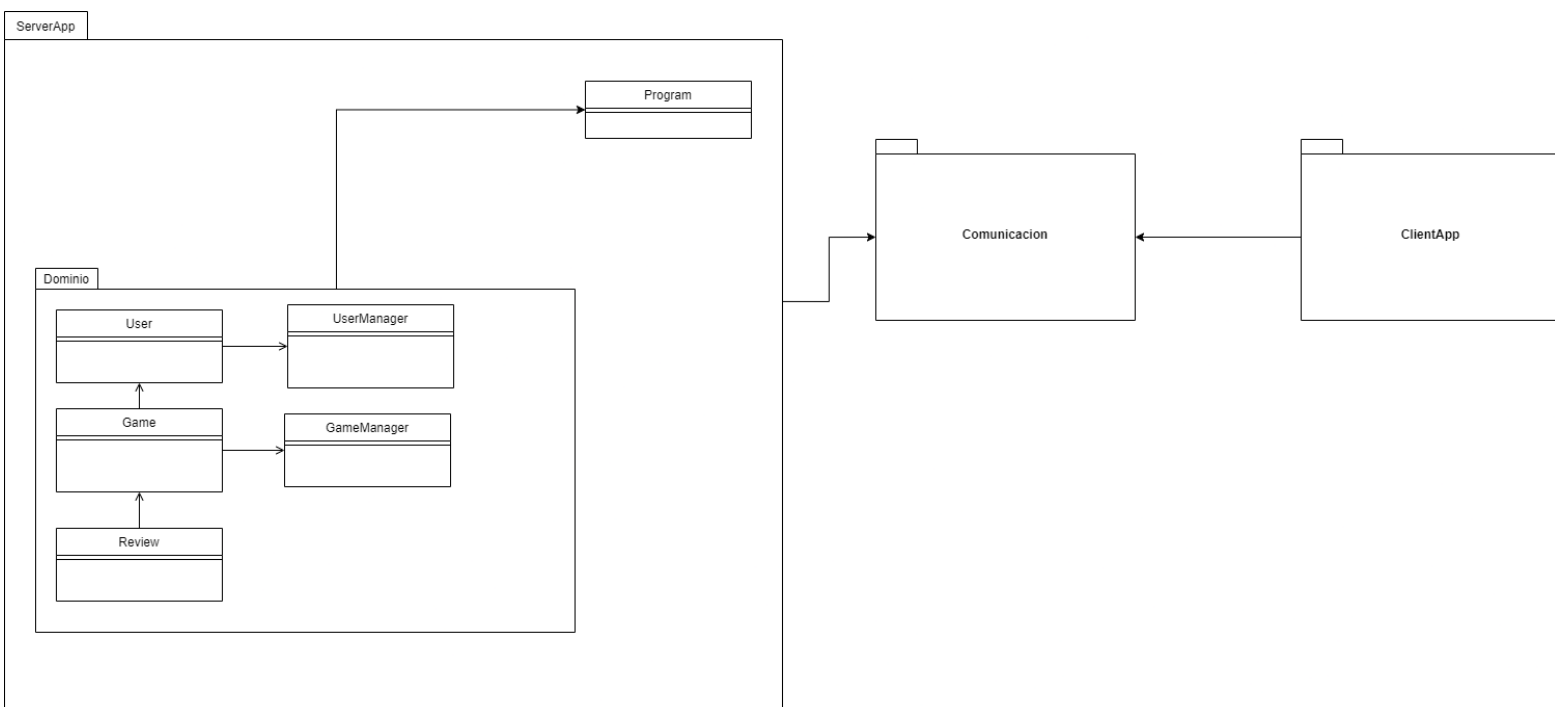 ServerApp
Program
Comunicacion
ClientApp
Dominio
User
UserManager
Game
GameManager
Review